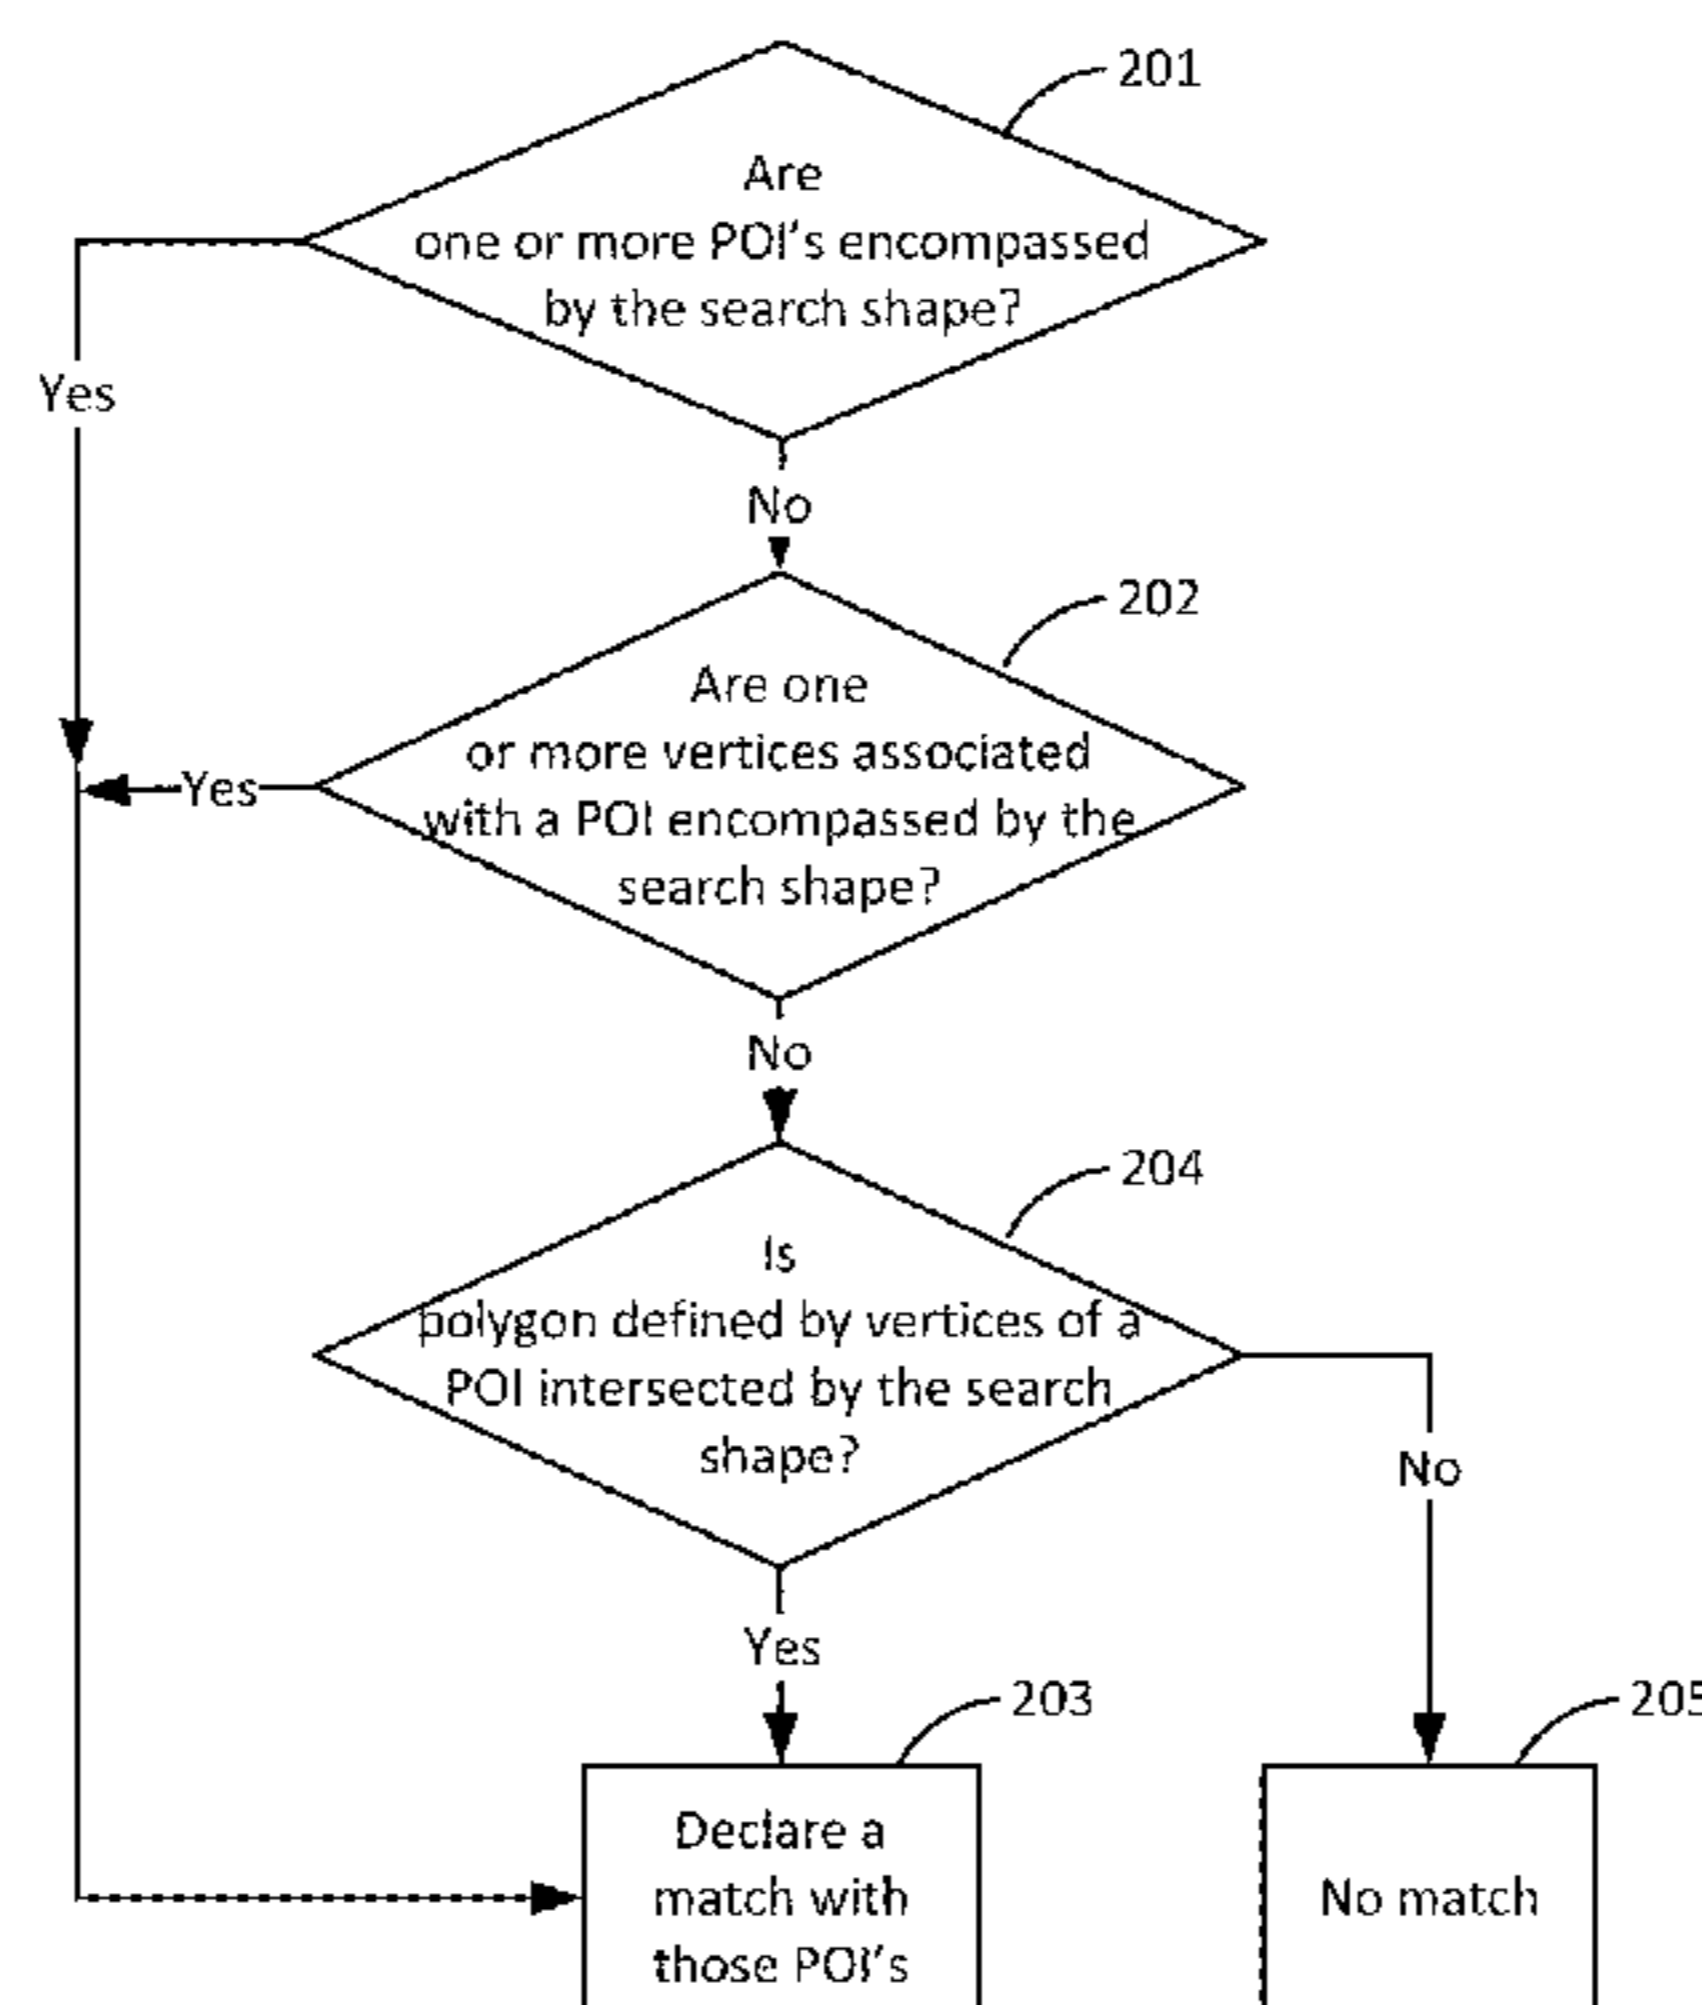 201
Are
one or more POI's encompassed
by the search shape?
Yes
No
202
Are one
or more vertices associated
with a POI encompassed by the
search shape?
Yes
No
204
Is
polygon defined by vertices of a
POI intersected by the search
shape?
No
Yes
203
205
Declare a
match with
those POI's
No match